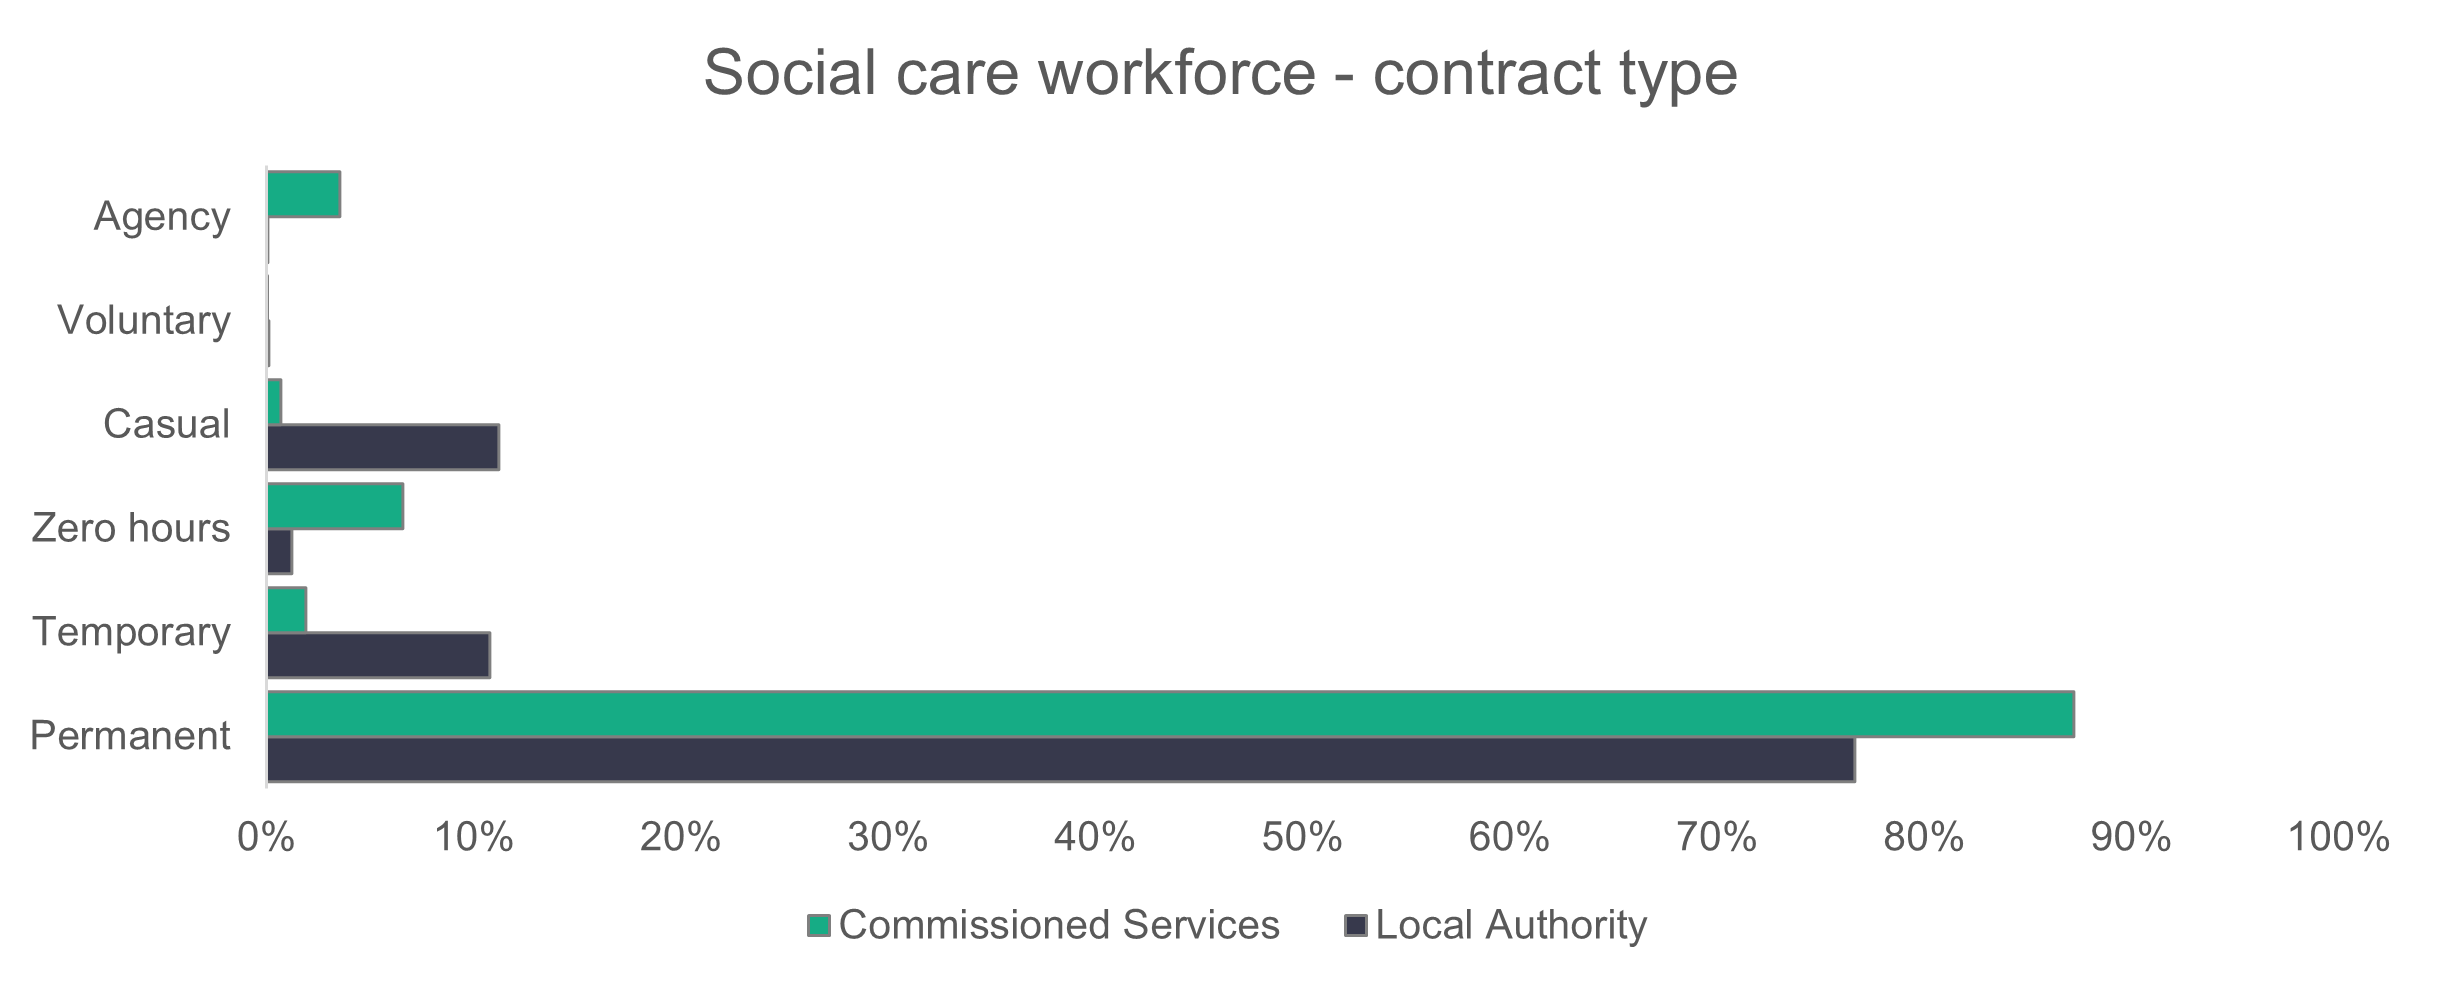 Social care workforce - contract type
Agency
Voluntary
Casual
Zero hours
Temporary
Permanent
0% 10% 20% 30% 40% 50% 60% 70% 80% 90% 100%
Commissioned Services Local Authority